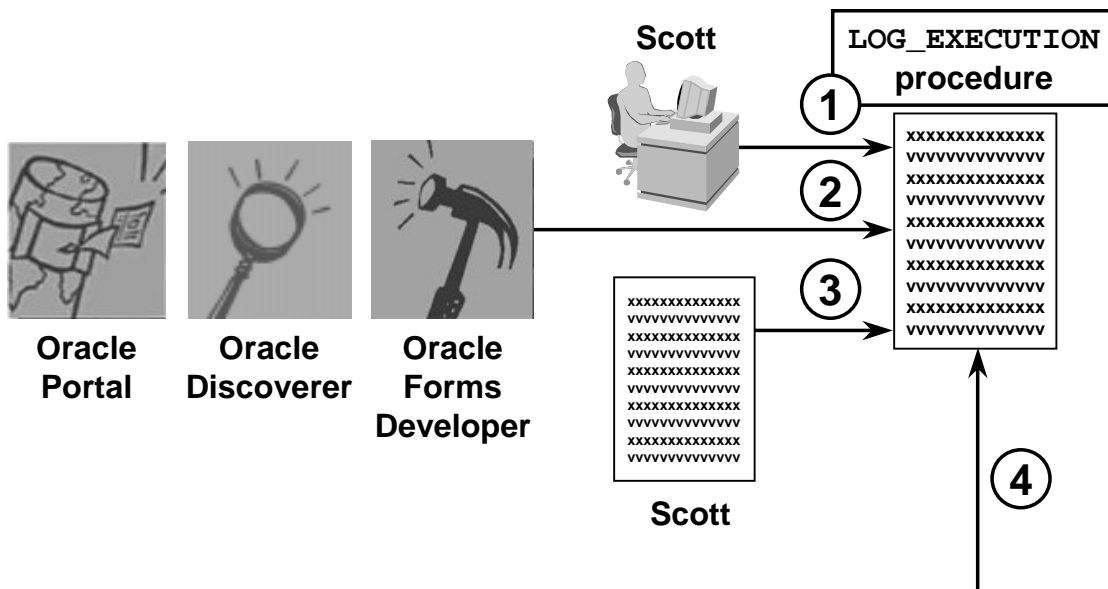 Scott
LOG_EXECUTION
procedure
1
xxxxxxxxxxxxxx
vvvvvvvvvvvvvv
xxxxxxxxxxxxxx
vvvvvvvvvvvvvv
xxxxxxxxxxxxxx
vvvvvvvvvvvvvv
xxxxxxxxxxxxxx
vvvvvvvvvvvvvv
xxxxxxxxxxxxxx
vvvvvvvvvvvvvv
2
3
Oracle
Portal
Oracle
Discoverer
Oracle
Forms
Developer
xxxxxxxxxxxxxx
vvvvvvvvvvvvvv
xxxxxxxxxxxxxx
vvvvvvvvvvvvvv
xxxxxxxxxxxxxx
vvvvvvvvvvvvvv
xxxxxxxxxxxxxx
vvvvvvvvvvvvvv
xxxxxxxxxxxxxx
vvvvvvvvvvvvvv
Scott
4